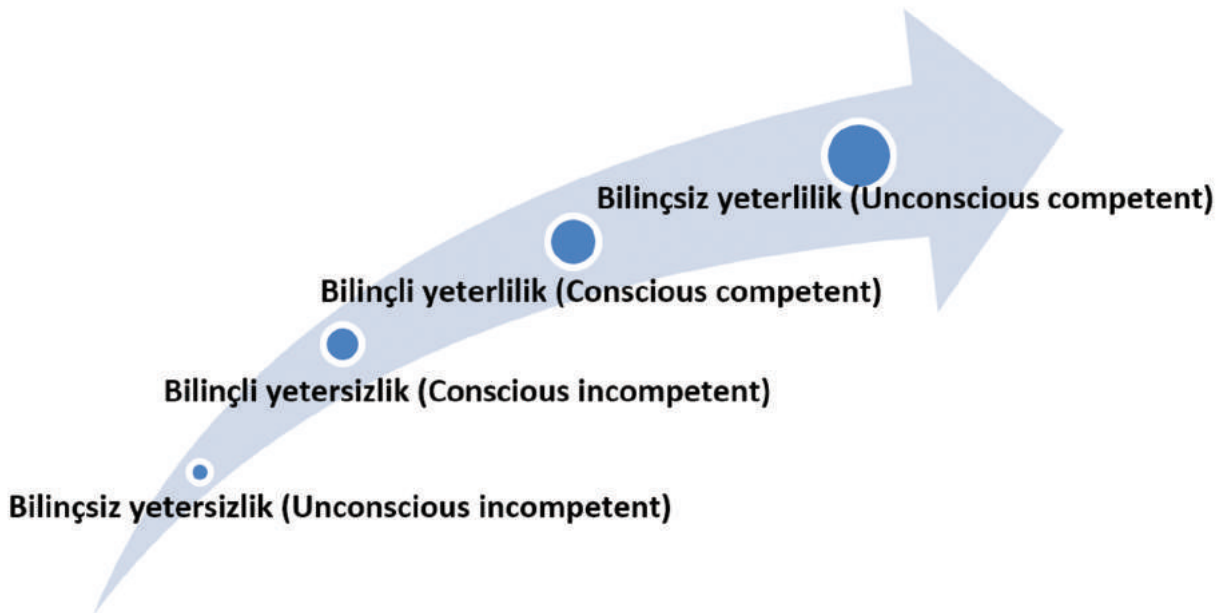 Bilinçsiz yeterlilik (Unconscious competent)
Bilinçli yeterlilik (Conscious competent)
Bilinçli yetersizlik (Conscious incompetent)
Bilinçsiz yetersizlik (Unconscious incompetent)